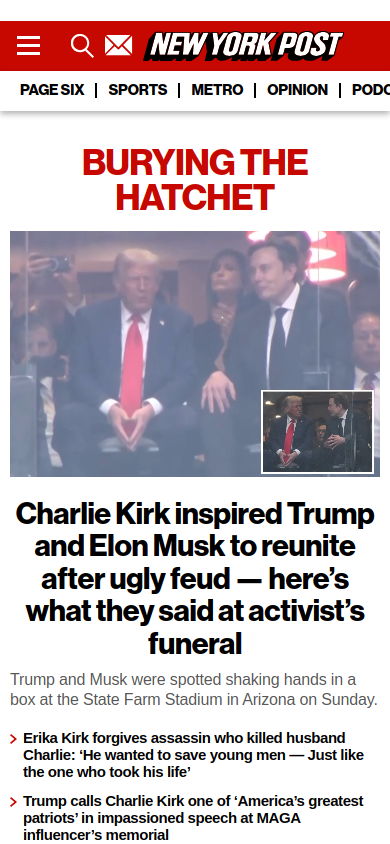 NEW YORK POST
PAGE SIX | SPORTS | METRO | OPINION | PODC
BURYING THE
HATCHET
Charlie Kirk inspired Trump
and Elon Musk to reunite
after ugly feud — here’s
what they said at activist’s
funeral
Trump and Musk were spotted shaking hands in a
box at the State Farm Stadium in Arizona on Sunday.
Erika Kirk forgives assassin who killed husband
Charlie: ‘He wanted to save young men — Just like
the one who took his life’
Trump calls Charlie Kirk one of ‘America’s greatest
patriots’ in impassioned speech at MAGA
influencer’s memorial